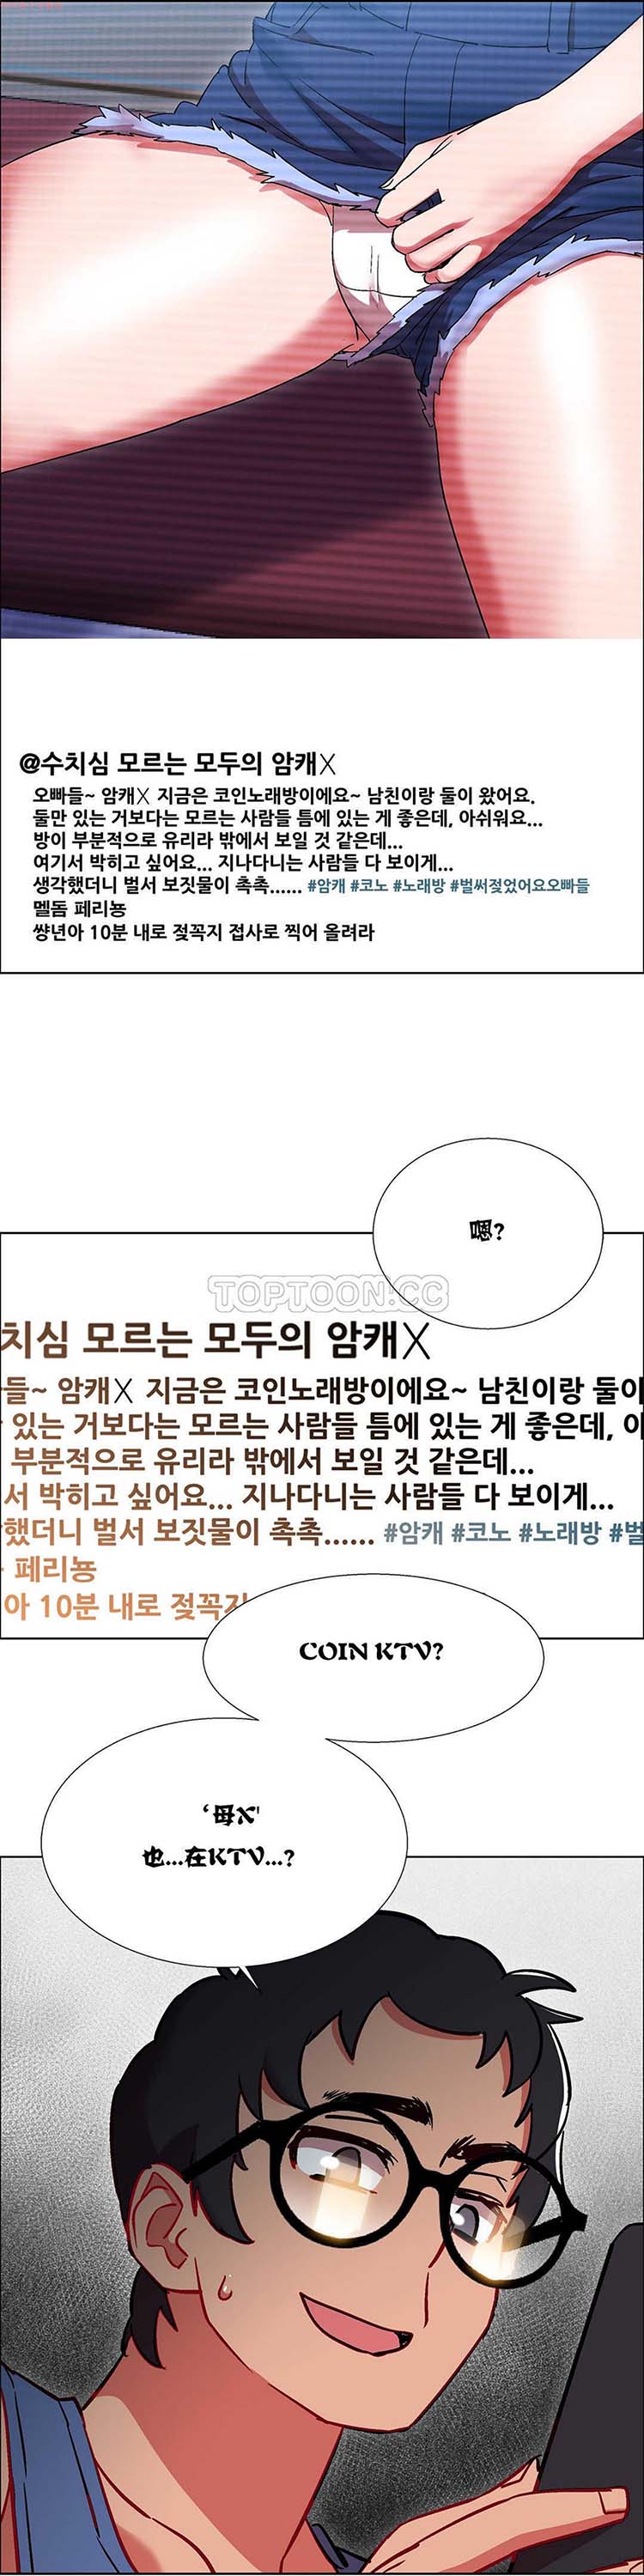 @수치심 모르는 모두의 암캐X
오빠들~ 암캐X 지금은 코인노래방이에요~ 남친이랑 둘이 왔어요.
둘만 있는 거보다는 모르는 사람들 틈에 있는 게 좋은데, 아쉬워요...
방이 부분적으로 유리라 밖에서 보일 것 같은데...
여기서 박히고 싶어요... 지나다니는 사람들 다 보이게...
생각했더니 벌서 보짓물이 촉촉...... #암캐 #코노 #노래방 #벌써젖었어요오빠들
멜돔 페리뇽
썅년아 10분 내로 젖꼭지 접사로 찍어 올려라
嗯?
TOPTOON.CC
치심 모르는 모두의 암캐X
들~ 암캐X 지금은 코인노래방이에요~ 남친이랑 둘이
있는 거보다는 모르는 사람들 틈에 있는 게 좋은데, 아
부분적으로 유리라 밖에서 보일 것 같은데...
서 박히고 싶어요... 지나다니는 사람들 다 보이게...
했더니 벌서 보짓물이 촉촉...... #암캐 #코노 #노래방 #벌
페리뇽
아 10분 내로 젖꼭지
COIN KTV?
‘母X'
也...在KTV...?